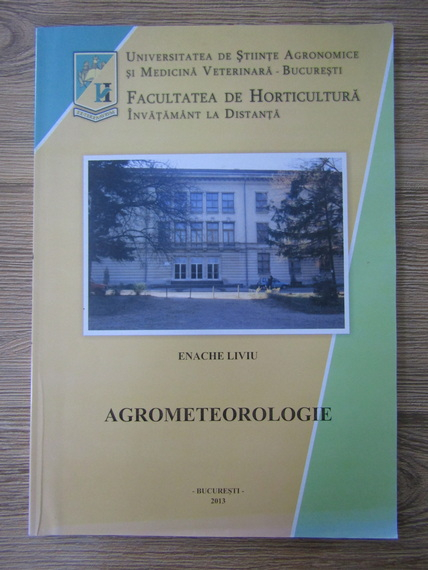 Universitatea de Științe Agronomice
și Medicină Veterinară - București
Facultatea de Horticultură
Învățământ la Distanță
ENACHE LIVIU
AGROMETEOROLOGIE
- BUCUREȘTI -
2013